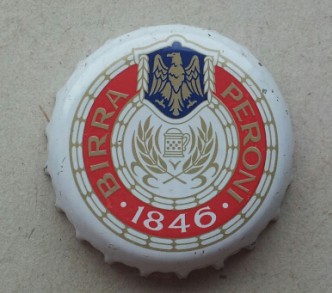 BIRRA PERONI
· 1846 ·